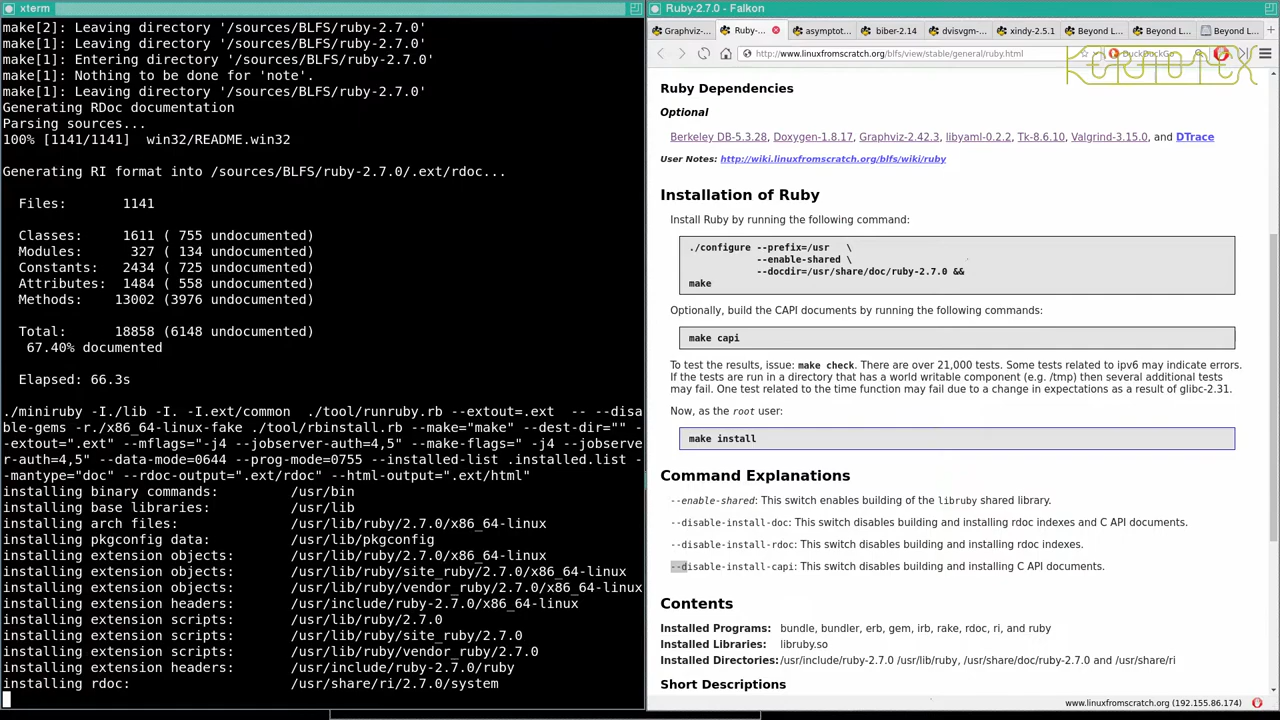 xterm
make[2]: Leaving directory '/sources/BLFS/ruby-2.7.0'
make[1]: Leaving directory '/sources/BLFS/ruby-2.7.0'
make[1]: Entering directory '/sources/BLFS/ruby-2.7.0'
make[1]: Nothing to be done for 'note'.
make[1]: Leaving directory '/sources/BLFS/ruby-2.7.0'
Generating RDoc documentation
Parsing sources...
100% [1141/1141]  win32/README.win32
Generating RI format into /sources/BLFS/ruby-2.7.0/.ext/rdoc...
Files:       1141
Classes:     1611 ( 755 undocumented)
Modules:      327 ( 134 undocumented)
Constants:   2434 ( 725 undocumented)
Attributes:  1484 ( 558 undocumented)
Methods:    13002 (3976 undocumented)
Total:      18858 (6148 undocumented)
67.40% documented
Elapsed: 66.3s
./miniruby -I./lib -I. -I.ext/common  ./tool/runruby.rb --extout=.ext  -- --disa
ble-gems -r./x86_64-linux-fake ./tool/rbinstall.rb --make="make" --dest-dir="" -
-extout=".ext" --mflags="-j4 --jobserver-auth=4,5" --make-flags=" -j4 --jobserve
r-auth=4,5" --data-mode=0644 --prog-mode=0755 --installed-list .installed.list -
-mantype="doc" --rdoc-output=".ext/rdoc" --html-output=".ext/html"
installing binary commands:         /usr/bin
installing base libraries:          /usr/lib
installing arch files:              /usr/lib/ruby/2.7.0/x86_64-linux
installing pkgconfig data:          /usr/lib/pkgconfig
installing extension objects:       /usr/lib/ruby/2.7.0/x86_64-linux
installing extension objects:       /usr/lib/ruby/site_ruby/2.7.0/x86_64-linux
installing extension objects:       /usr/lib/ruby/vendor_ruby/2.7.0/x86_64-linux
installing extension headers:       /usr/include/ruby-2.7.0/x86_64-linux
installing extension scripts:       /usr/lib/ruby/2.7.0
installing extension scripts:       /usr/lib/ruby/site_ruby/2.7.0
installing extension scripts:       /usr/lib/ruby/vendor_ruby/2.7.0
installing extension headers:       /usr/include/ruby-2.7.0/ruby
installing rdoc:                    /usr/share/ri/2.7.0/system
Ruby-2.7.0 - Falkon
Graphviz- Ruby- asymptot biber-2.14 dvisvgm- xindy-2.5.1 Beyond L Beyond L Beyond L
http://www.linuxfromscratch.org/blfs/view/stable/general/ruby.html DuckDuckGo
Ruby Dependencies
Optional
Berkeley DB-5.3.28, Doxygen-1.8.17, Graphviz-2.42.3, libyaml-0.2.2, Tk-8.6.10, Valgrind-3.15.0, and DTrace
User Notes: http://wiki.linuxfromscratch.org/blfs/wiki/ruby
Installation of Ruby
Install Ruby by running the following command:
./configure --prefix=/usr   \
--enable-shared \
--docdir=/usr/share/doc/ruby-2.7.0 &&
make
Optionally, build the CAPI documents by running the following commands:
make capi
To test the results, issue: make check. There are over 21,000 tests. Some tests related to ipv6 may indicate errors.
If the tests are run in a directory that has a world writable component (e.g. /tmp) then several additional tests
may fail. One test related to the time function may fail due to a change in expectations as a result of glibc-2.31.
Now, as the root user:
make install
Command Explanations
--enable-shared: This switch enables building of the libruby shared library.
--disable-install-doc: This switch disables building and installing rdoc indexes and C API documents.
--disable-install-rdoc: This switch disables building and installing rdoc indexes.
--disable-install-capi: This switch disables building and installing C API documents.
Contents
Installed Programs: bundle, bundler, erb, gem, irb, rake, rdoc, ri, and ruby
Installed Libraries: libruby.so
Installed Directories: /usr/include/ruby-2.7.0 /usr/lib/ruby, /usr/share/doc/ruby-2.7.0 and /usr/share/ri
Short Descriptions
www.linuxfromscratch.org (192.155.86.174)